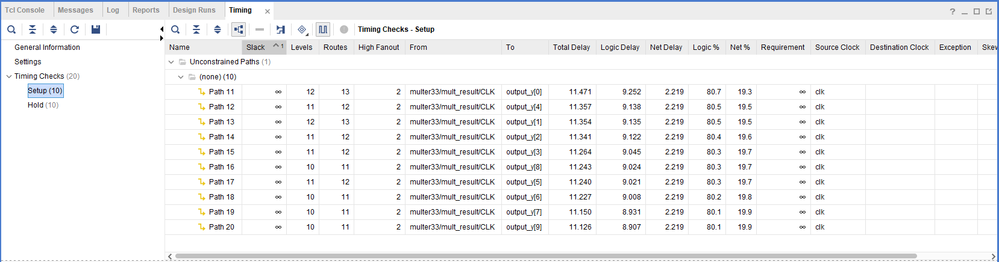 Tcl Console Messages Log Reports Design Runs Timing
Timing Checks - Setup
General Information
Settings
Timing Checks (20)
Setup (10)
Hold (10)
Name Slack 1 Levels Routes High Fanout From To Total Delay Logic Delay Net Delay Logic % Net % Requirement Source Clock Destination Clock Exception Skew
Unconstrained Paths (1)
(none) (10)
Path 11 ∞ 12 13 2 multer33/mult_result/CLK output_y[0] 11.471 9.252 2.219 80.7 19.3 ∞ clk
Path 12 ∞ 11 12 2 multer33/mult_result/CLK output_y[4] 11.357 9.138 2.219 80.5 19.5 ∞ clk
Path 13 ∞ 12 13 2 multer33/mult_result/CLK output_y[1] 11.354 9.135 2.219 80.5 19.5 ∞ clk
Path 14 ∞ 11 12 2 multer33/mult_result/CLK output_y[2] 11.341 9.122 2.219 80.4 19.6 ∞ clk
Path 15 ∞ 11 12 2 multer33/mult_result/CLK output_y[3] 11.264 9.045 2.219 80.3 19.7 ∞ clk
Path 16 ∞ 10 11 2 multer33/mult_result/CLK output_y[8] 11.243 9.024 2.219 80.3 19.7 ∞ clk
Path 17 ∞ 11 12 2 multer33/mult_result/CLK output_y[5] 11.240 9.021 2.219 80.3 19.7 ∞ clk
Path 18 ∞ 10 11 2 multer33/mult_result/CLK output_y[6] 11.227 9.008 2.219 80.2 19.8 ∞ clk
Path 19 ∞ 10 11 2 multer33/mult_result/CLK output_y[7] 11.150 8.931 2.219 80.1 19.9 ∞ clk
Path 20 ∞ 10 11 2 multer33/mult_result/CLK output_y[9] 11.126 8.907 2.219 80.1 19.9 ∞ clk